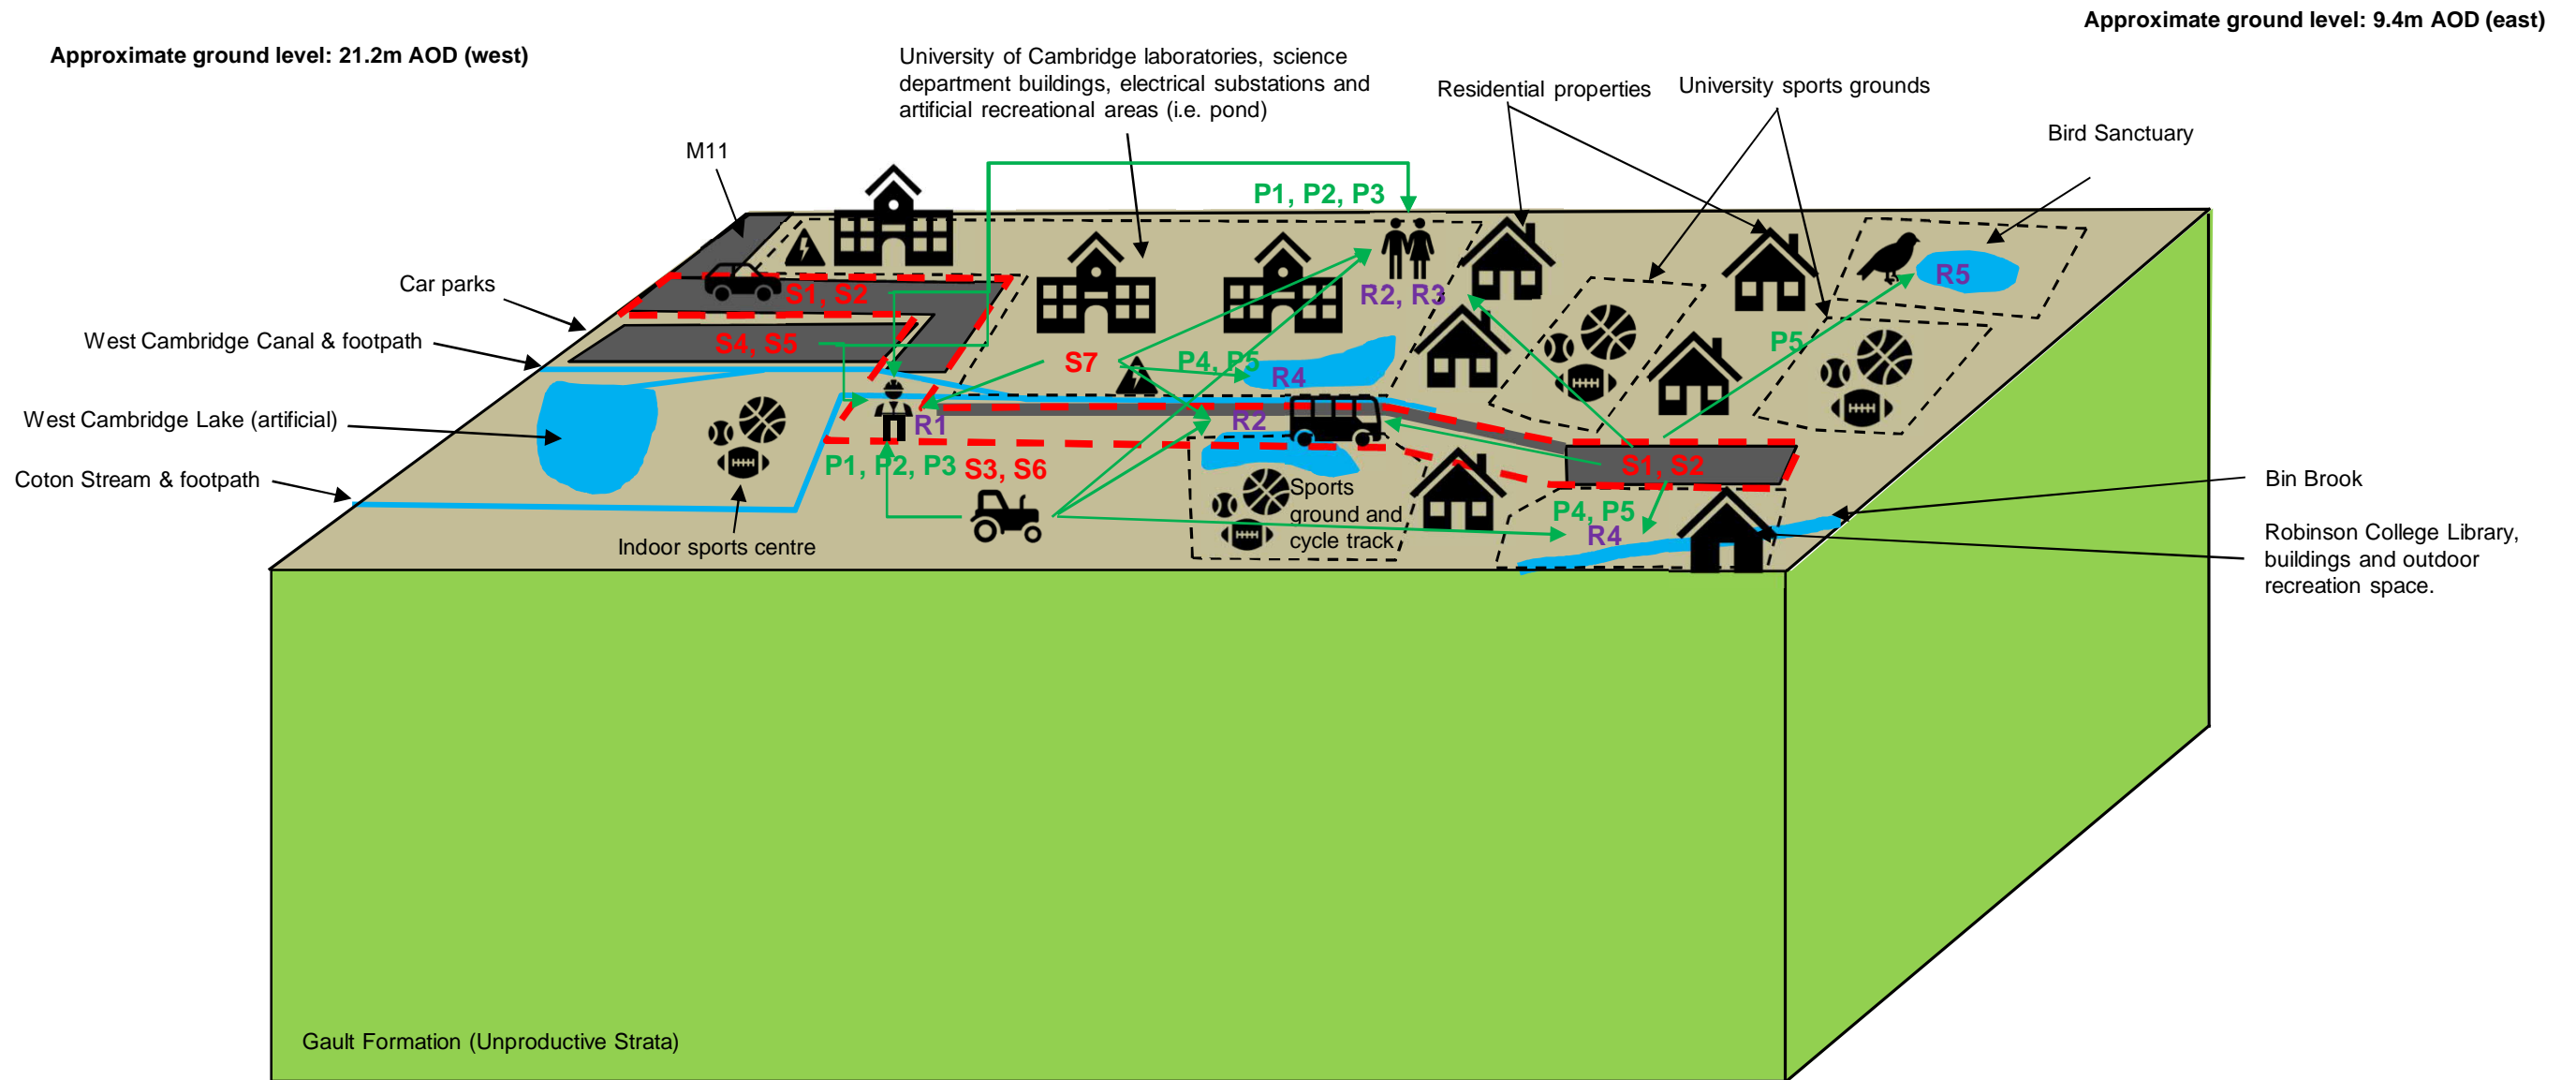 Approximate ground level: 9.4m AOD (east)
Approximate ground level: 21.2m AOD (west)
University of Cambridge laboratories, science
department buildings, electrical substations and
artificial recreational areas (i.e. pond)
Residential properties
University sports grounds
Bird Sanctuary
M11
P1, P2, P3
Car parks
S1, S2
R2, R3
R5
West Cambridge Canal & footpath
S4, S5
S7
P4, P5
R4
P5
West Cambridge Lake (artificial)
R1
R2
Coton Stream & footpath
P1, P2, P3
S3, S6
S1, S2
Bin Brook
Sports
ground and
cycle track
P4, P5
R4
Indoor sports centre
Robinson College Library,
buildings and outdoor
recreation space.
Gault Formation (Unproductive Strata)